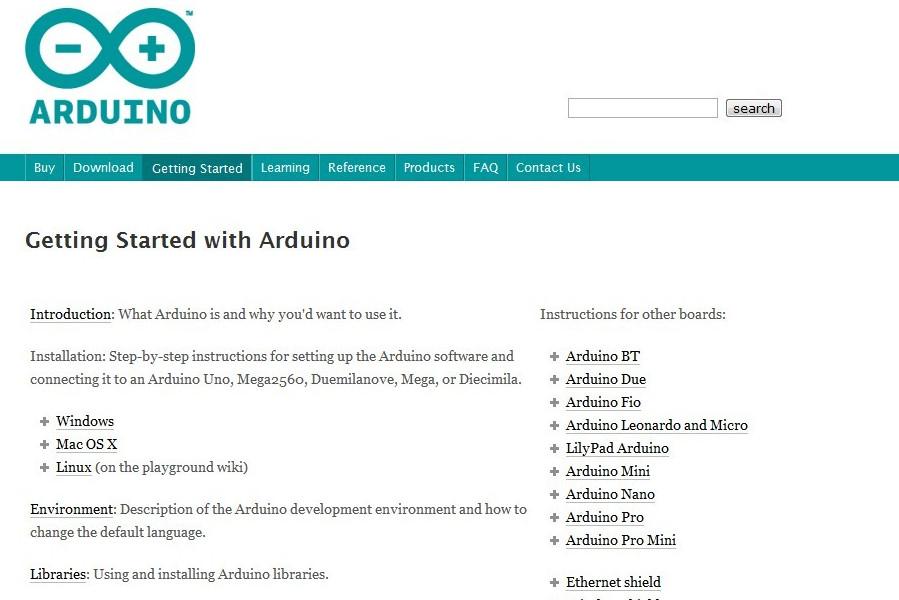 ™
ARDUINO
search
Buy Download Getting Started Learning Reference Products FAQ Contact Us
Getting Started with Arduino
Introduction: What Arduino is and why you'd want to use it.
Installation: Step-by-step instructions for setting up the Arduino software and
connecting it to an Arduino Uno, Mega2560, Duemilanove, Mega, or Diecimila.
Windows
Mac OS X
Linux (on the playground wiki)
Environment: Description of the Arduino development environment and how to
change the default language.
Libraries: Using and installing Arduino libraries.
Instructions for other boards:
Arduino BT
Arduino Due
Arduino Fio
Arduino Leonardo and Micro
LilyPad Arduino
Arduino Mini
Arduino Nano
Arduino Pro
Arduino Pro Mini
Ethernet shield